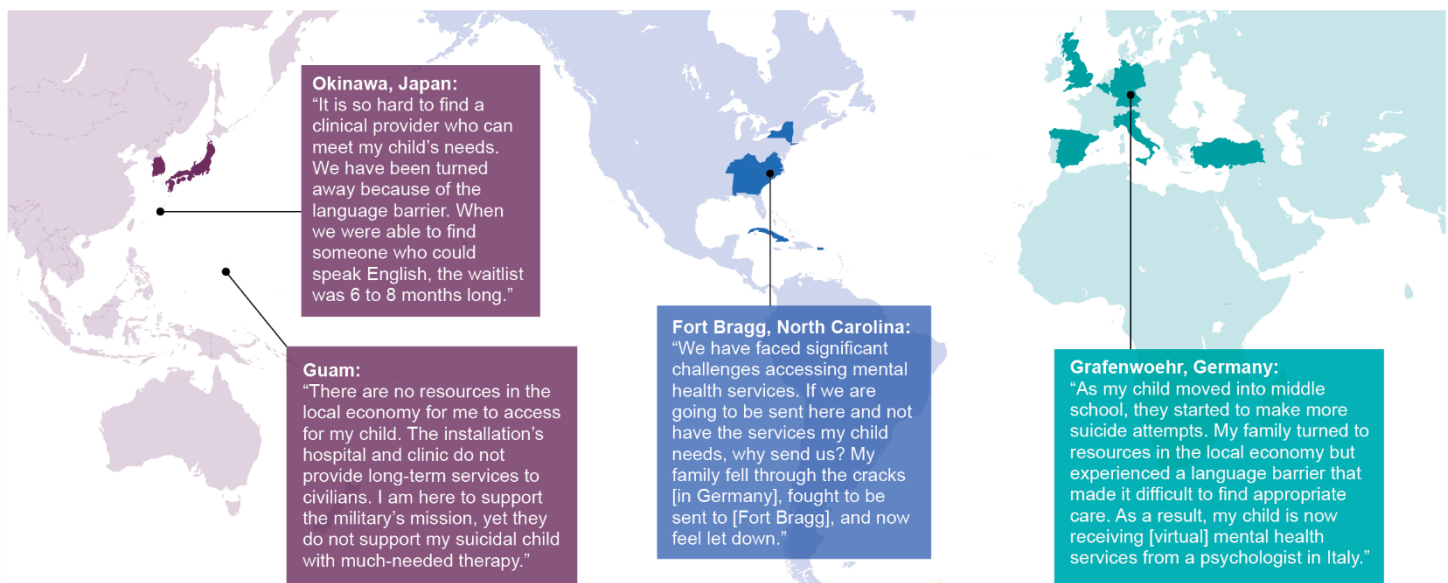 Okinawa, Japan:
“It is so hard to find a
clinical provider who can
meet my child’s needs.
We have been turned
away because of the
language barrier. When
we were able to find
someone who could
speak English, the waitlist
was 6 to 8 months long.”
Guam:
“There are no resources in the
local economy for me to access
for my child. The installation’s
hospital and clinic do not
provide long-term services to
civilians. I am here to support
the military’s mission, yet they
do not support my suicidal child
with much-needed therapy.”
Fort Bragg, North Carolina:
“We have faced significant
challenges accessing mental
health services. If we are
going to be sent here and not
have the services my child
needs, why send us? My
family fell through the cracks
[in Germany], fought to be
sent to [Fort Bragg], and now
feel let down.”
Grafenwoehr, Germany:
“As my child moved into middle
school, they started to make more
suicide attempts. My family turned to
resources in the local economy but
experienced a language barrier that
made it difficult to find appropriate
care. As a result, my child is now
receiving [virtual] mental health
services from a psychologist in Italy.”